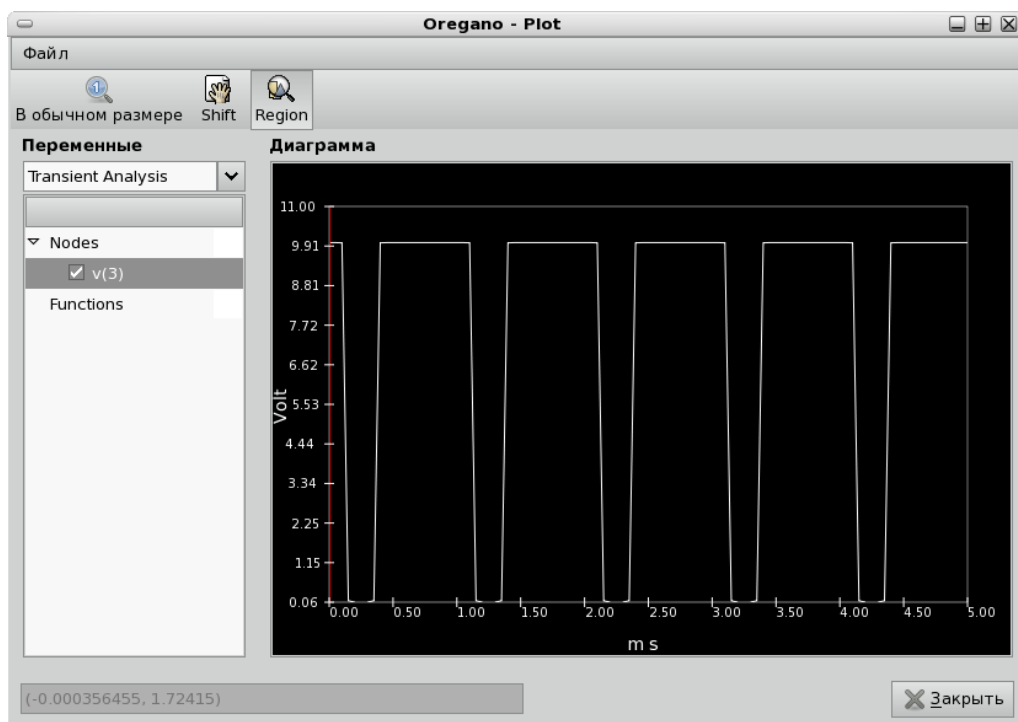 Oregano - Plot
Файл
В обычном размере
Shift
Region
Переменные
Transient Analysis
Nodes
v(3)
Functions
Диаграмма
11.00
9.91
8.81
7.72
6.62
5.53
4.44
3.34
2.25
1.15
0.06
Volt
0.00 0.50 1.00 1.50 2.00 2.50 3.00 3.50 4.00 4.50 5.00
m s
(-0.000356455, 1.72415)
Закрыть